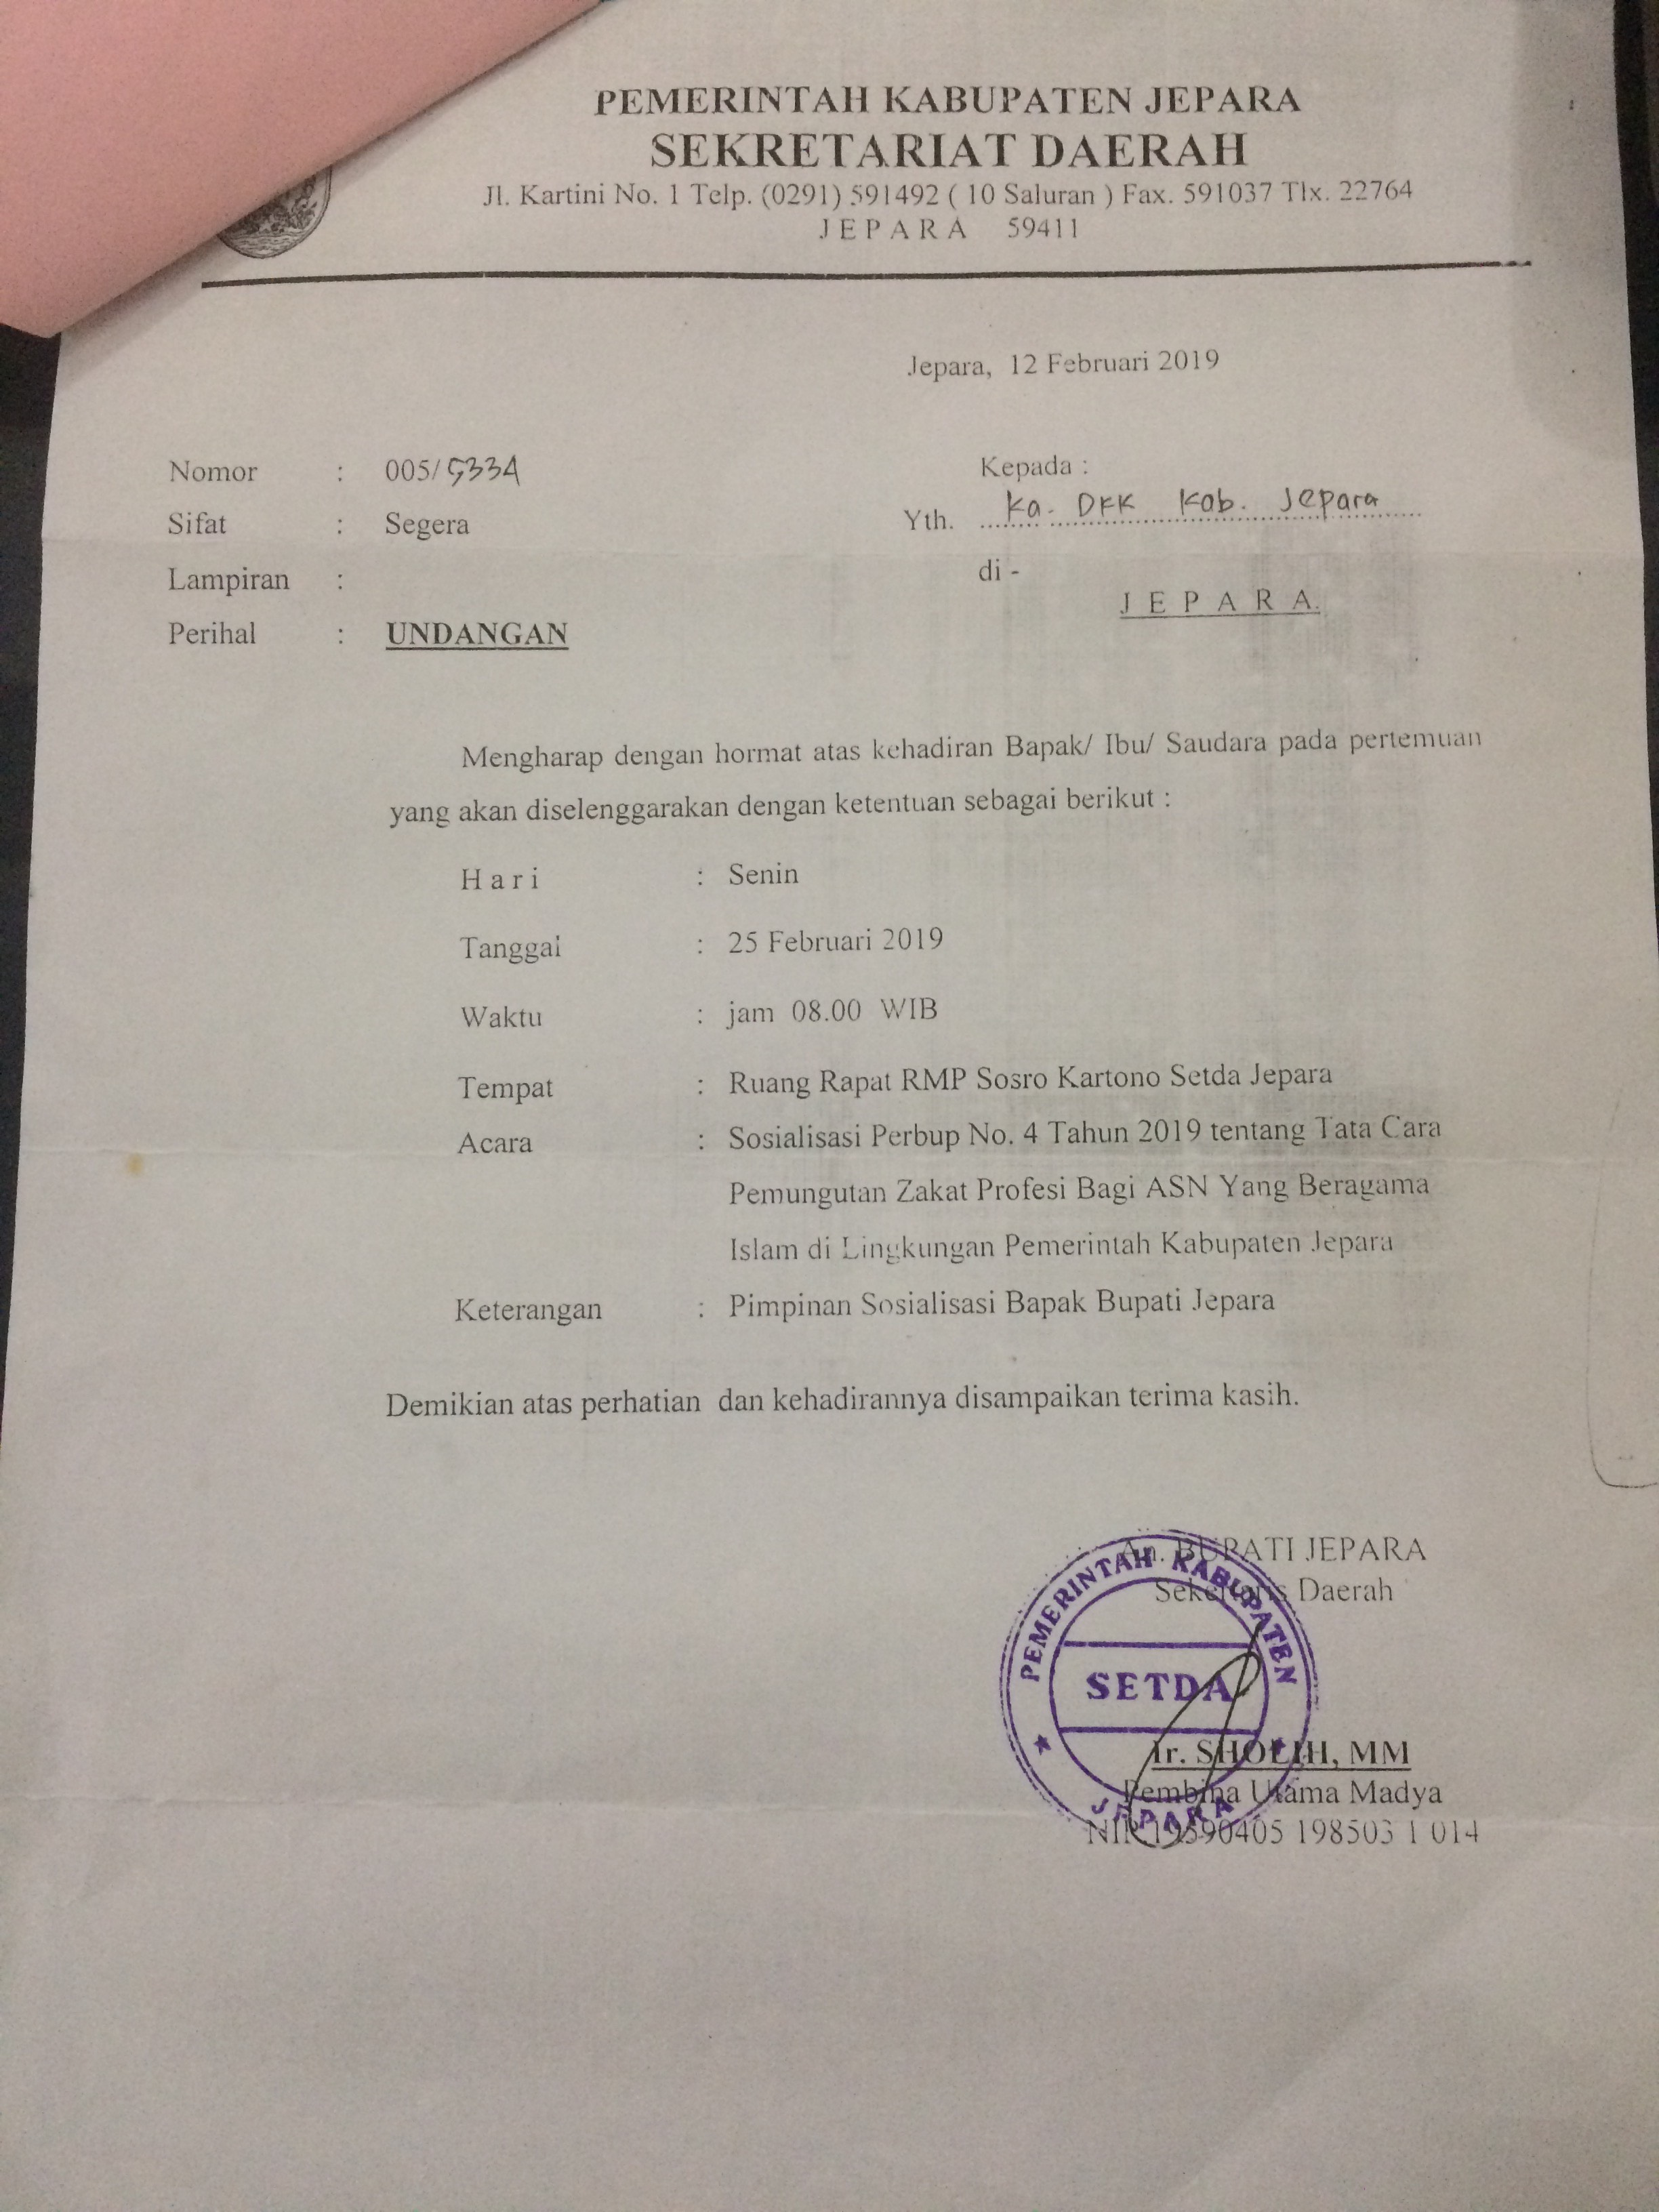 PEMERINTAH KABUPATEN JEPARA
SEKRETARIAT DAERAH
Jl. Kartini No. 1 Telp. (0291) 591492 ( 10 Saluran ) Fax. 591037 Tlx. 22764
J E P A R A 59411
Jepara, 12 Februari 2019
Nomor : 005/5334
Sifat : Segera
Lampiran :
Perihal : UNDANGAN
Kepada :
Yth. Ka. DKK Kab. Jepara
di -
J E P A R A.
Mengharap dengan hormat atas kehadiran Bapak/ Ibu/ Saudara pada pertemuan
yang akan diselenggarakan dengan ketentuan sebagai berikut :
H a r i : Senin
Tanggal : 25 Februari 2019
Waktu : jam 08.00 WIB
Tempat : Ruang Rapat RMP Sosro Kartono Setda Jepara
Acara : Sosialisasi Perbup No. 4 Tahun 2019 tentang Tata Cara
Pemungutan Zakat Profesi Bagi ASN Yang Beragama
Islam di Lingkungan Pemerintah Kabupaten Jepara
Keterangan : Pimpinan Sosialisasi Bapak Bupati Jepara
Demikian atas perhatian dan kehadirannya disampaikan terima kasih.
An. BUPATI JEPARA
Sekretaris Daerah
PEMERINTAH KABUPATEN
SETDA
JEPARA
Ir. SHOLIH, MM
Pembina Utama Madya
NIP. 19590405 198503 1 014